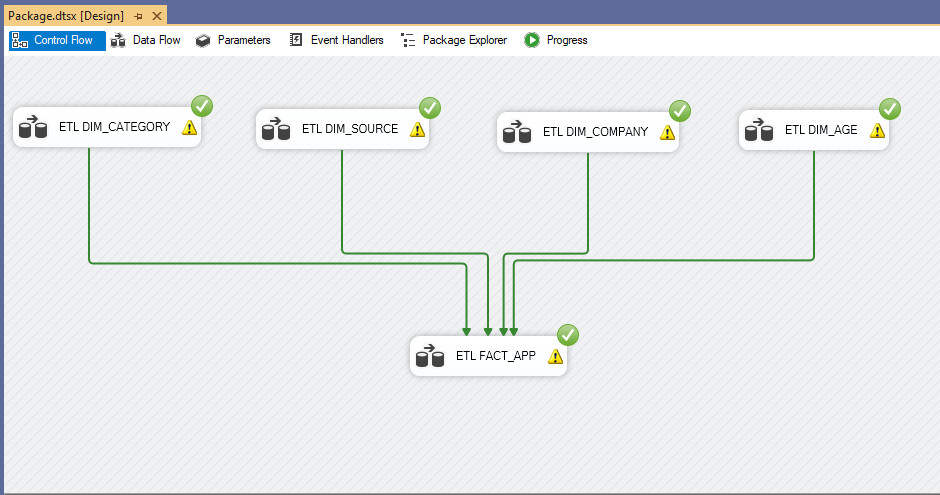 Package.dtsx [Design]
Control Flow Data Flow Parameters Event Handlers Package Explorer Progress
ETL DIM_CATEGORY
ETL DIM_SOURCE
ETL DIM_COMPANY
ETL DIM_AGE
ETL FACT_APP